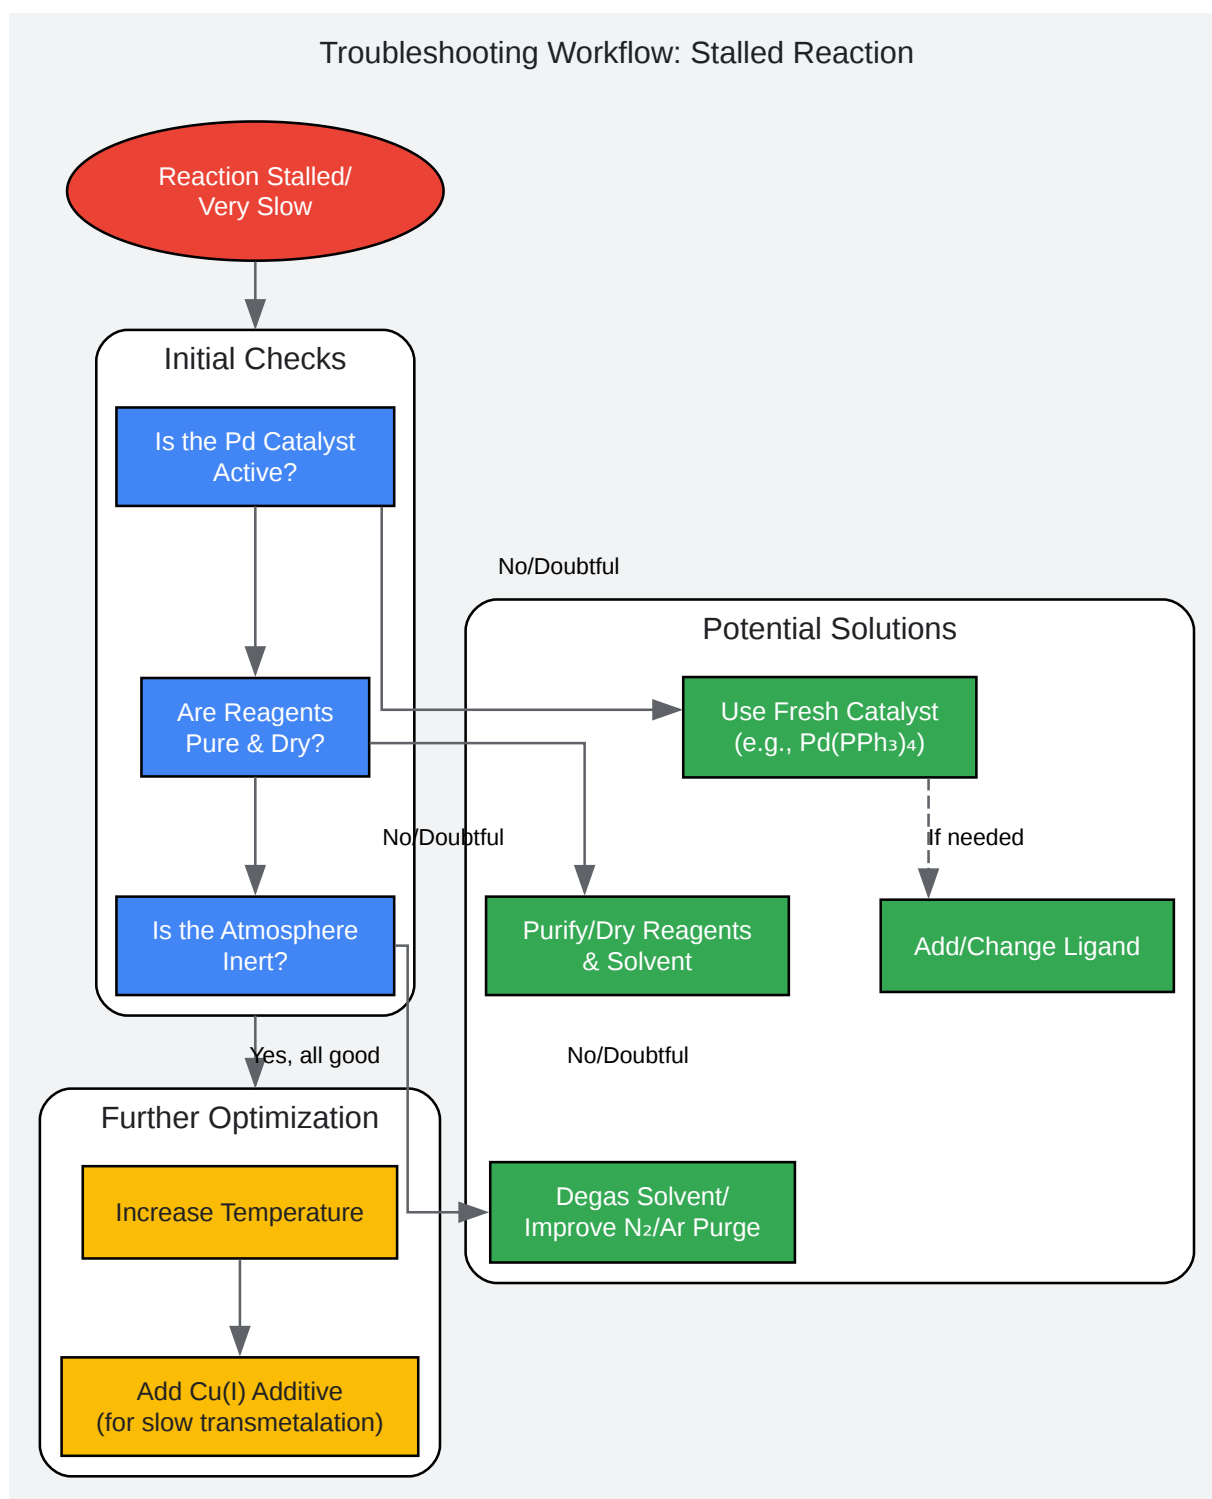 Troubleshooting Workflow: Stalled Reaction
Reaction Stalled/
Very Slow
Initial Checks
Is the Pd Catalyst
Active?
No/Doubtful
Potential Solutions
Are Reagents
Pure & Dry?
Use Fresh Catalyst
(e.g., Pd(PPh₃)₄)
No/Doubtful
If needed
Is the Atmosphere
Inert?
Purify/Dry Reagents
& Solvent
Add/Change Ligand
Yes, all good
No/Doubtful
Further Optimization
Increase Temperature
Degas Solvent/
Improve N₂/Ar Purge
Add Cu(I) Additive
(for slow transmetalation)